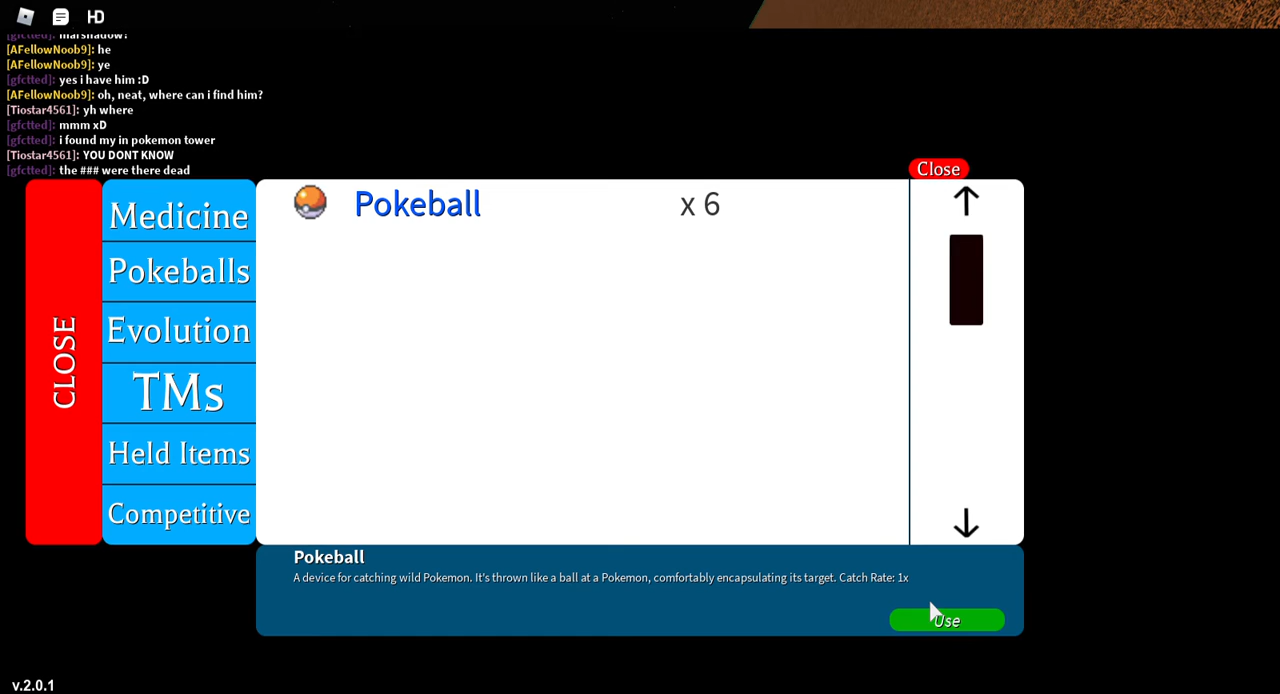 HD
[gfctted]: marshadow?
[AFellowNoob9]: he
[AFellowNoob9]: ye
[gfctted]: yes i have him :D
[AFellowNoob9]: oh, neat, where can i find him?
[Tiostar4561]: yh where
[gfctted]: mmm xD
[gfctted]: i found my in pokemon tower
[Tiostar4561]: YOU DONT KNOW
[gfctted]: the ### were there dead
Close
CLOSE
Medicine
Pokeballs
Evolution
TMs
Held Items
Competitive
Pokeball x 6
Pokeball
A device for catching wild Pokemon. It's thrown like a ball at a Pokemon, comfortably encapsulating its target. Catch Rate: 1x
Use
v.2.0.1